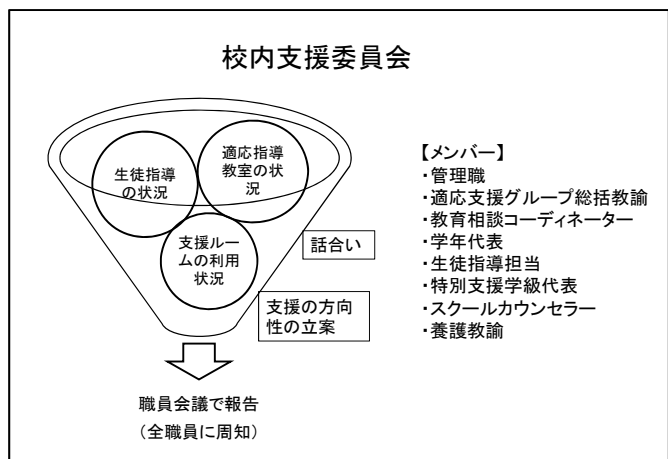 校内支援委員会
生徒指導
の状況
適応指導
教室の状
況
支援ルー
ムの利用
状況
話合い
支援の方向
性の立案
職員会議で報告
（全職員に周知）
【メンバー】
・管理職
・適応支援グループ総括教諭
・教育相談コーディネーター
・学年代表
・生徒指導担当
・特別支援学級代表
・スクールカウンセラー
・養護教諭